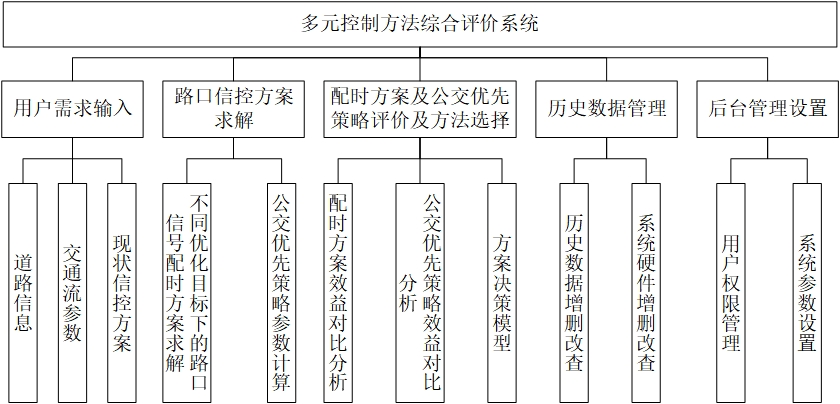 多元控制方法综合评价系统
用户需求输入
路口信控方案
求解
配时方案及公交优先
策略评价及方法选择
历史数据管理
后台管理设置
道路信息
交通流参数
现状信控方案
不同优化目标下的路口
信号配时方案求解
公交优先策略参数计算
配时方案效益对比分析
公交优先策略效益对比
分析
方案决策模型
历史数据增删改查
系统硬件增删改查
用户权限管理
系统参数设置